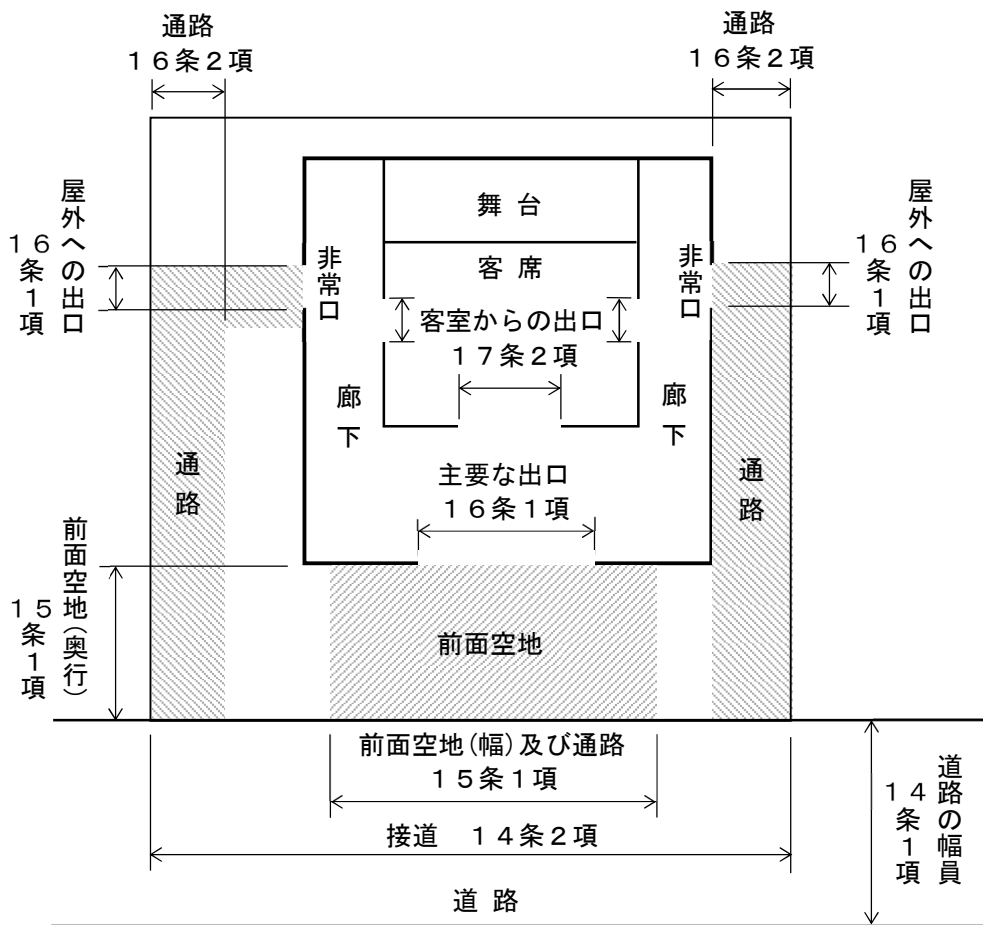 通路
16条2項
通路
16条2項
屋外への出口
16条1項
屋外への出口
16条1項
舞 台
客 席
非常口
非常口
客室からの出口
17条2項
廊下
廊下
主要な出口
16条1項
通路
通路
前面空地(奥行)
15条1項
前面空地
前面空地(幅)及び通路
15条1項
接道 14条2項
道路の幅員
14条1項
道 路